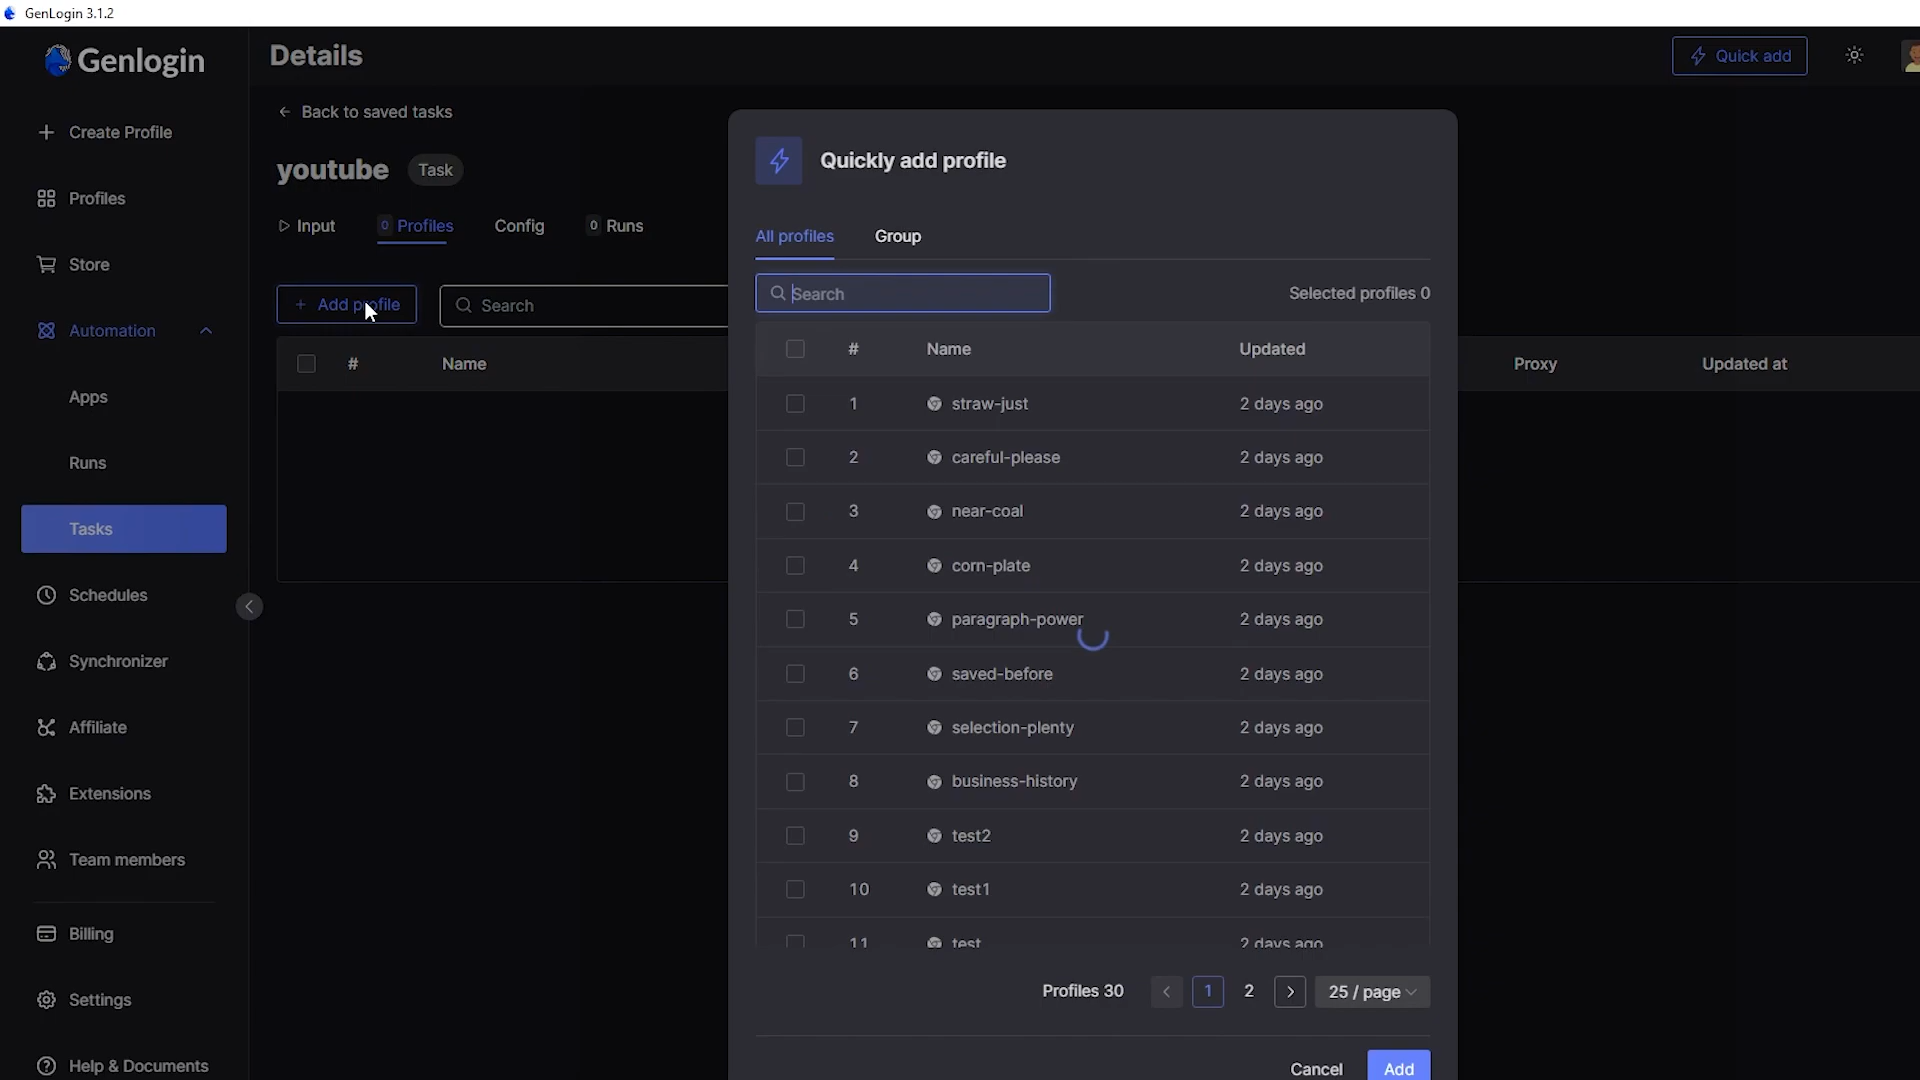 GenLogin 3.1.2
Genlogin
Details
Quick add
Create Profile
Profiles
Store
Automation
Apps
Runs
Tasks
Schedules
Synchronizer
Affiliate
Extensions
Team members
Billing
Settings
Help & Documents
Back to saved tasks
youtube Task
Input 0 Profiles Config 0 Runs
+ Add profile
Search
# Name Proxy Updated at
Quickly add profile
All profiles Group
Search
Selected profiles 0
# Name Updated
1 straw-just 2 days ago
2 careful-please 2 days ago
3 near-coal 2 days ago
4 corn-plate 2 days ago
5 paragraph-power 2 days ago
6 saved-before 2 days ago
7 selection-plenty 2 days ago
8 business-history 2 days ago
9 test2 2 days ago
10 test1 2 days ago
11 test 2 days ago
Profiles 30 < 1 2 > 25 / page
Cancel Add